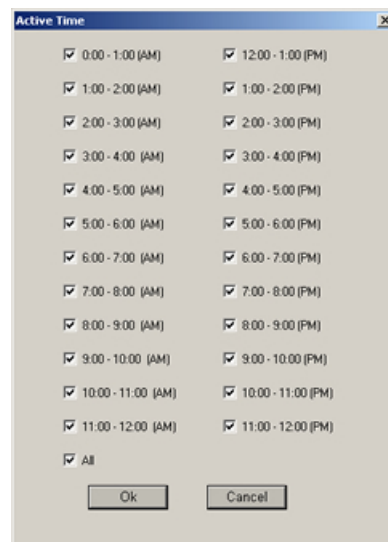 Active Time
0:00 - 1:00 (AM) 12:00 - 1:00 (PM)
1:00 - 2:00 (AM) 1:00 - 2:00 (PM)
2:00 - 3:00 (AM) 2:00 - 3:00 (PM)
3:00 - 4:00 (AM) 3:00 - 4:00 (PM)
4:00 - 5:00 (AM) 4:00 - 5:00 (PM)
5:00 - 6:00 (AM) 5:00 - 6:00 (PM)
6:00 - 7:00 (AM) 6:00 - 7:00 (PM)
7:00 - 8:00 (AM) 7:00 - 8:00 (PM)
8:00 - 9:00 (AM) 8:00 - 9:00 (PM)
9:00 - 10:00 (AM) 9:00 - 10:00 (PM)
10:00 - 11:00 (AM) 10:00 - 11:00 (PM)
11:00 - 12:00 (AM) 11:00 - 12:00 (PM)
All
Ok Cancel